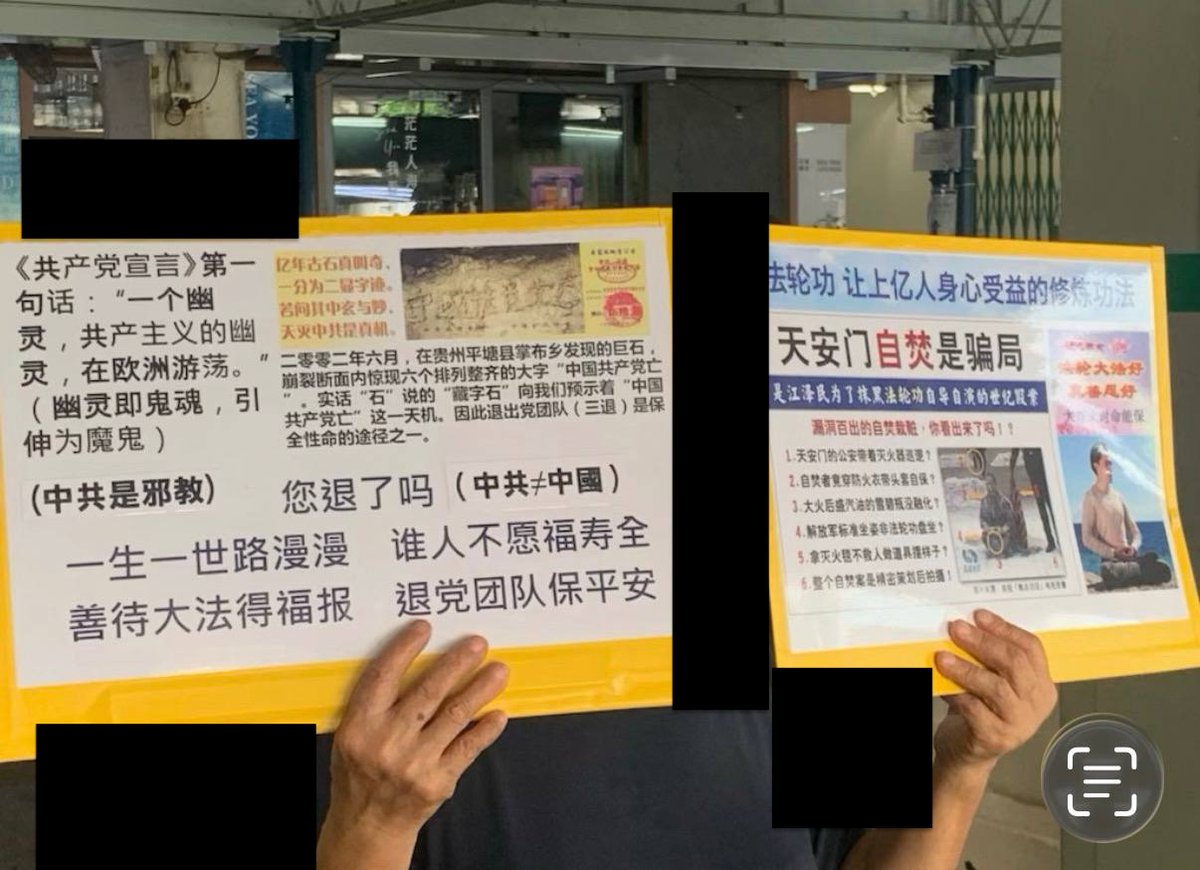 《共产党宣言》第一
句话：“一个幽
灵，共产主义的幽
灵，在欧洲游荡。”
（幽灵即鬼魂，引
伸为魔鬼）
亿年古石真叫奇、
一分为二显字迹。
若问其中玄与妙、
天灭中共是真机。
二零零二年六月，在贵州平塘县掌布乡发现的巨石，
崩裂断面内惊现六个排列整齐的大字“中国共产党亡
”。实话“石”说的“藏字石”向我们预示着“中国
共产党亡”这一天机。因此退出党团队（三退）是保
全性命的途径之一。
(中共是邪教)
您退了吗
(中共≠中國)
一生一世路漫漫
谁人不愿福寿全
善待大法得福报
退党团队保平安
法轮功 让上亿人身心受益的修炼功法
天安门自焚是骗局
是江泽民为了抹黑法轮功自导自演的世纪骗案
漏洞百出的自焚栽赃，你看出来了吗！？
1.天安门的公安带着灭火器巡逻？
2.自焚者竟穿防火衣带头套自保？
3.大火后盛汽油的雪碧瓶没融化？
4.解放军标准坐姿非法轮功盘坐？
5.拿灭火毯不救人做道具摆样子？
6.整个自焚案是精密策划后拍摄！
法轮大法好
真善忍好
茫茫人海